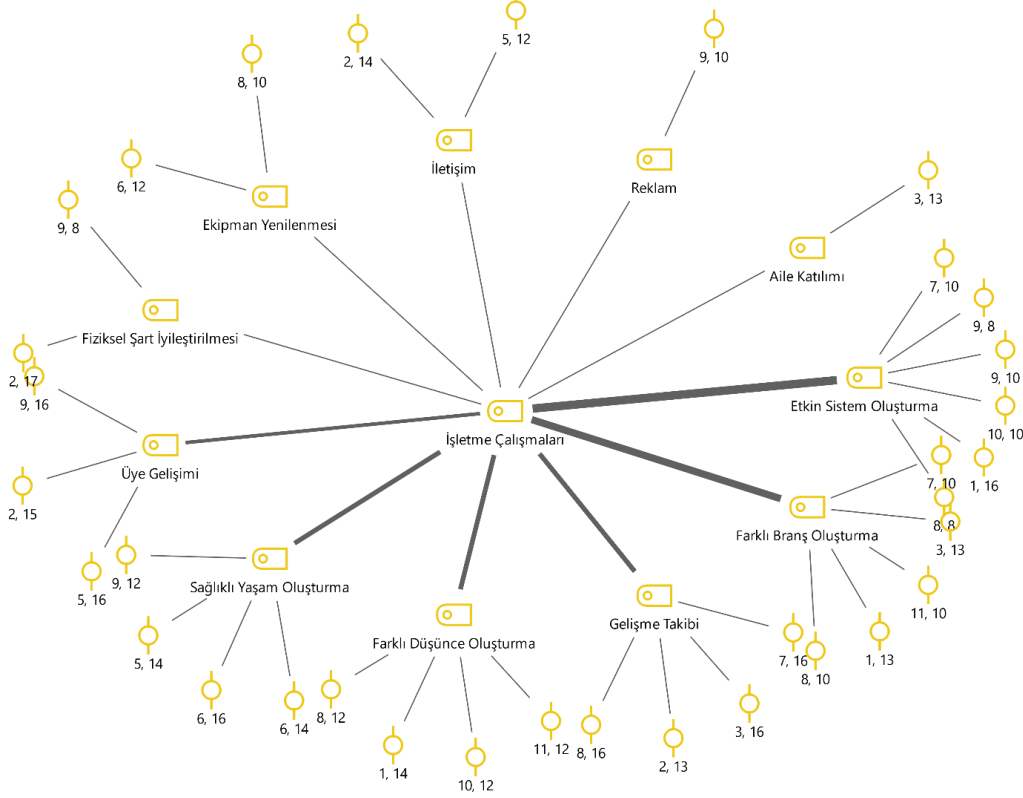 5, 12
2, 14
9, 10
8, 10
İletişim
6, 12
Reklam
3, 13
Ekipman Yenilenmesi
9, 8
Aile Katılımı
7, 10
9, 8
Fiziksel Şart İyileştirilmesi
2, 17
9, 10
9, 16
Etkin Sistem Oluşturma
10, 10
İşletme Çalışmaları
Üye Gelişimi
7, 10
1, 16
2, 15
8, 8
Farklı Branş Oluşturma
3, 13
9, 12
Sağlıklı Yaşam Oluşturma
5, 16
11, 10
Gelişme Takibi
Farklı Düşünce Oluşturma
5, 14
7, 16
1, 13
8, 10
6, 16
6, 14
8, 12
3, 16
11, 12
8, 16
1, 14
10, 12
2, 13